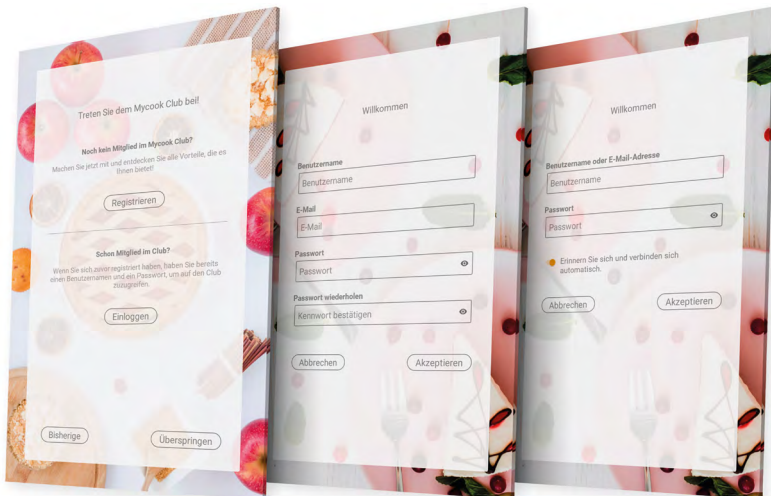 Treten Sie dem Mycook Club bei!
Noch kein Mitglied im Mycook Club?
Machen Sie jetzt mit und entdecken Sie alle Vorteile, die es
Ihnen bietet!
Registrieren
Schon Mitglied im Club?
Wenn Sie sich zuvor registriert haben, haben Sie bereits
einen Benutzernamen und ein Passwort, um auf den Club
zuzugreifen.
Einloggen
Bisherige
Überspringen
Willkommen
Benutzername
Benutzername
E-Mail
E-Mail
Passwort
Passwort
Passwort wiederholen
Kennwort bestätigen
Abbrechen
Akzeptieren
Willkommen
Benutzername oder E-Mail-Adresse
Benutzername
Passwort
Passwort
Erinnern Sie sich und verbinden sich
automatisch.
Abbrechen
Akzeptieren